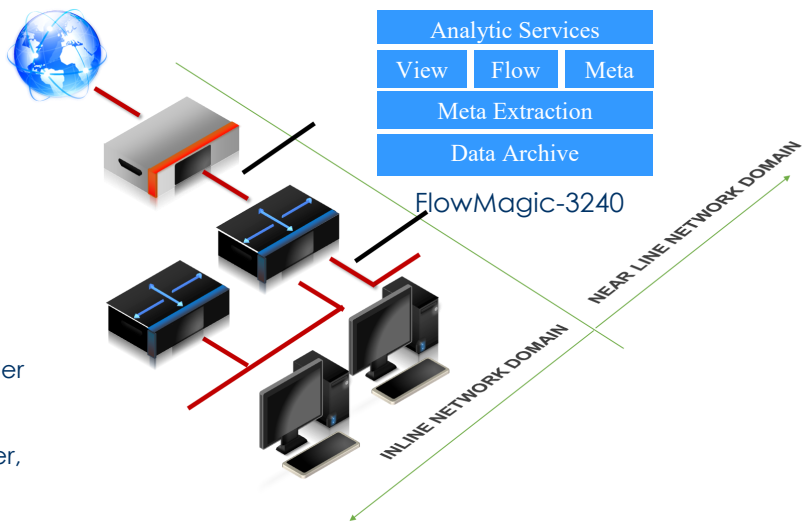 Analytic Services
View Flow Meta
Meta Extraction
Data Archive
FlowMagic-3240
NEAR LINE NETWORK DOMAIN
INLINE NETWORK DOMAIN
er
er,